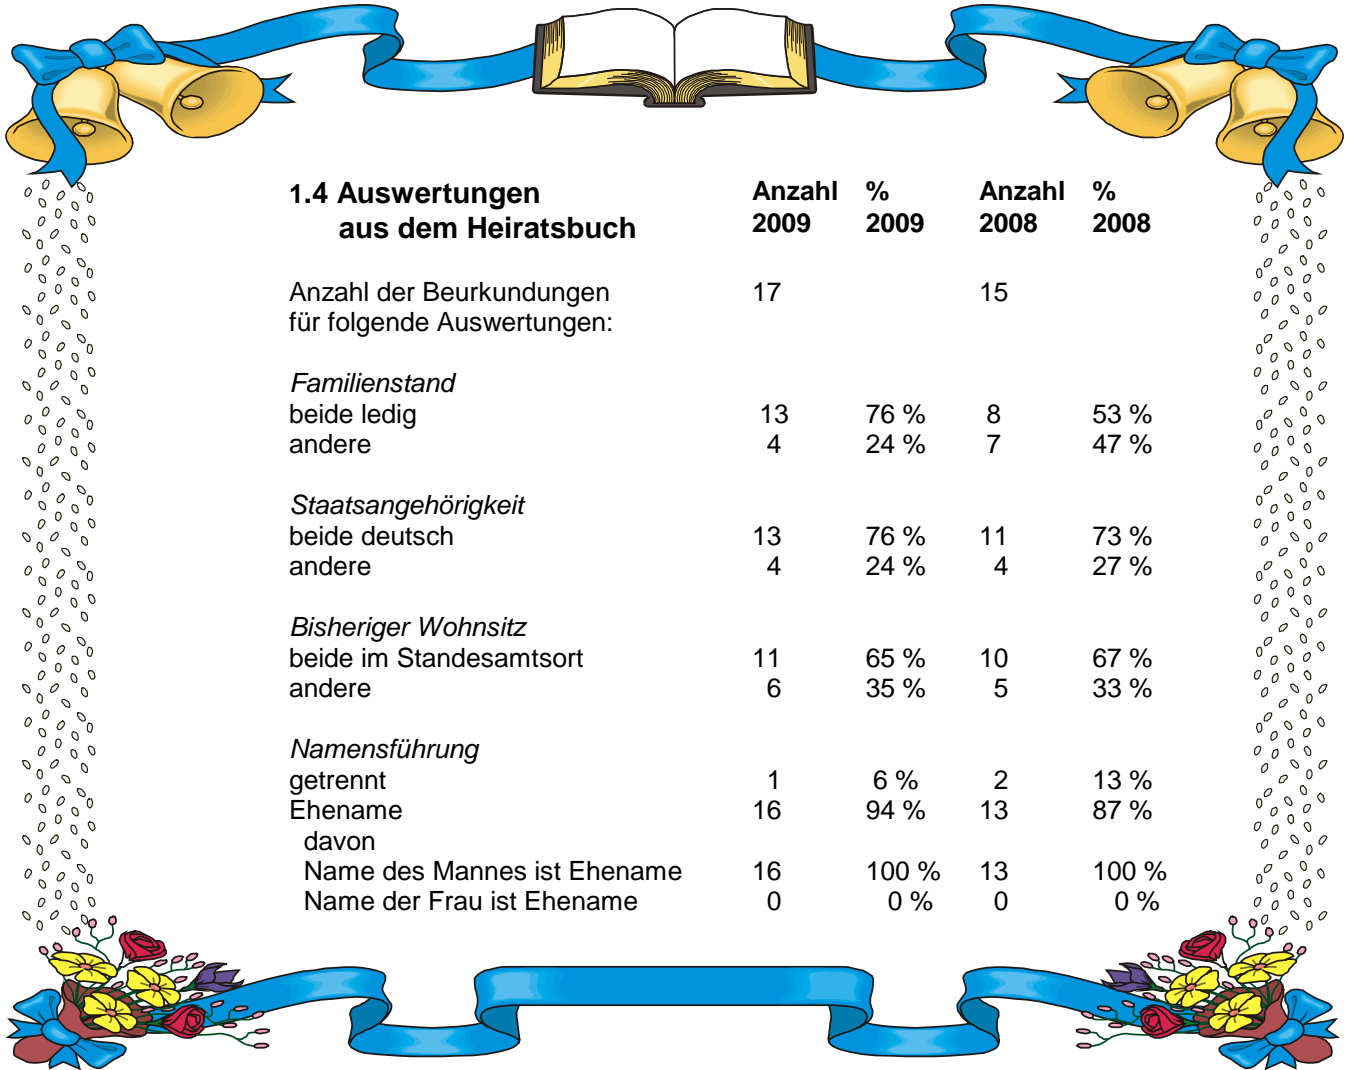 1.4 Auswertungen Anzahl % Anzahl %
aus dem Heiratsbuch 2009 2009 2008 2008
Anzahl der Beurkundungen 17 15
für folgende Auswertungen:
Familienstand
beide ledig 13 76 % 8 53 %
andere 4 24 % 7 47 %
Staatsangehörigkeit
beide deutsch 13 76 % 11 73 %
andere 4 24 % 4 27 %
Bisheriger Wohnsitz
beide im Standesamtsort 11 65 % 10 67 %
andere 6 35 % 5 33 %
Namensführung
getrennt 1 6 % 2 13 %
Ehename 16 94 % 13 87 %
davon
Name des Mannes ist Ehename 16 100 % 13 100 %
Name der Frau ist Ehename 0 0 % 0 0 %